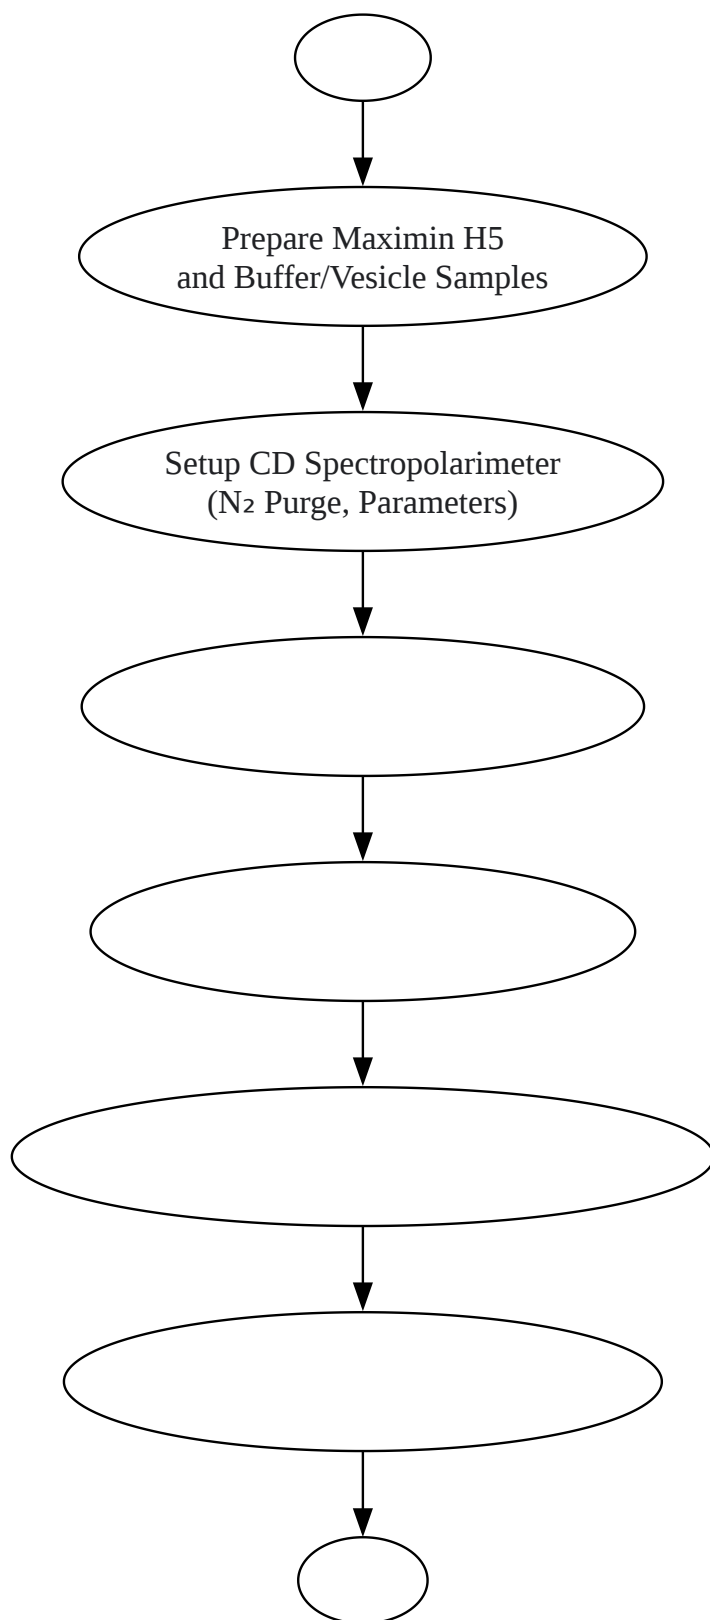 Prepare Maximin H5
and Buffer/Vesicle Samples
Setup CD Spectropolarimeter
(N₂ Purge, Parameters)